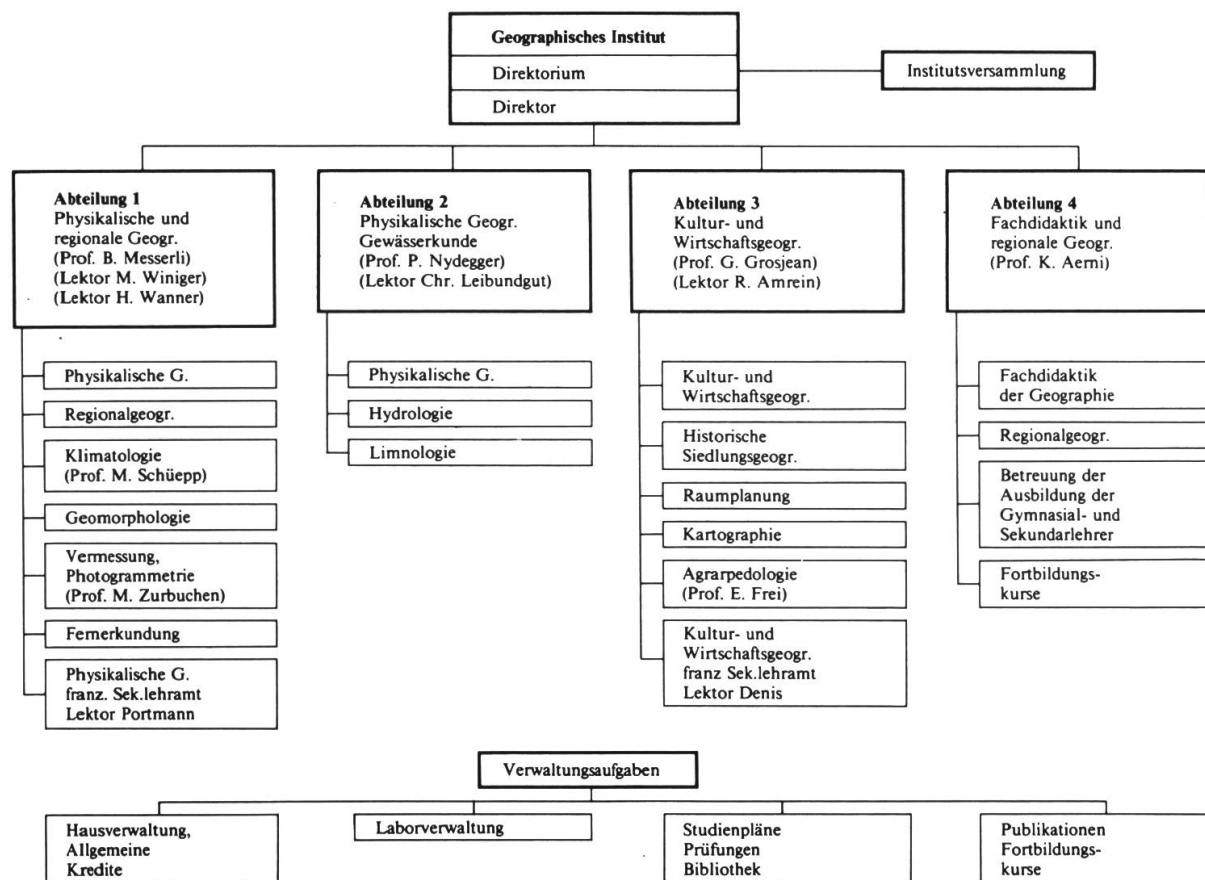 Geographisches Institut
Direktorium
Direktor
Institutsversammlung
Abteilung 1
Physikalische und
regionale Geogr.
(Prof. B. Messerli)
(Lektor M. Winiger)
(Lektor H. Wanner)
Physikalische G.
Regionalgeogr.
Klimatologie
(Prof. M. Schüepp)
Geomorphologie
Vermessung,
Photogrammetrie
(Prof. M. Zurbuchen)
Fernerkundung
Physikalische G.
franz. Sek.lehramt
Lektor Portmann
Abteilung 2
Physikalische Geogr.
Gewässerkunde
(Prof. P. Nydegger)
(Lektor Chr. Leibundgut)
Physikalische G.
Hydrologie
Limnologie
Abteilung 3
Kultur- und
Wirtschaftsgeogr.
(Prof. G. Grosjean)
(Lektor R. Amrein)
Kultur- und
Wirtschaftsgeogr.
Historische
Siedlungsgeogr.
Raumplanung
Kartographie
Agrarpedologie
(Prof. E. Frei)
Kultur- und
Wirtschaftsgeogr.
franz Sek.lehramt
Lektor Denis
Abteilung 4
Fachdidaktik und
regionale Geogr.
(Prof. K. Aerni)
Fachdidaktik
der Geographie
Regionalgeogr.
Betreuung der
Ausbildung der
Gymnasial- und
Sekundarlehrer
Fortbildungs-
kurse
Verwaltungsaufgaben
Hausverwaltung,
Allgemeine
Kredite
Laborverwaltung
Studienpläne
Prüfungen
Bibliothek
Publikationen
Fortbildungs-
kurse